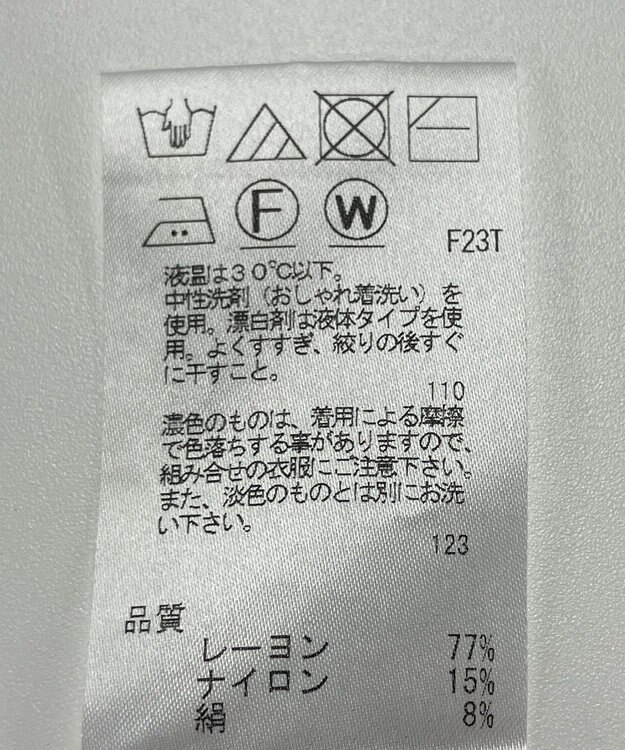 F
W
F23T
液温は30℃以下。
中性洗剤（おしゃれ着洗い）を
使用。漂白剤は液体タイプを使
用。よくすすぎ、絞りの後すぐ
に干すこと。
110
濃色のものは、着用による摩擦
で色落ちする事がありますので、
組み合せの衣服にご注意下さい。
また、淡色のものとは別にお洗
い下さい。
123
品質
レーヨン 77%
ナイロン 15%
絹 8%